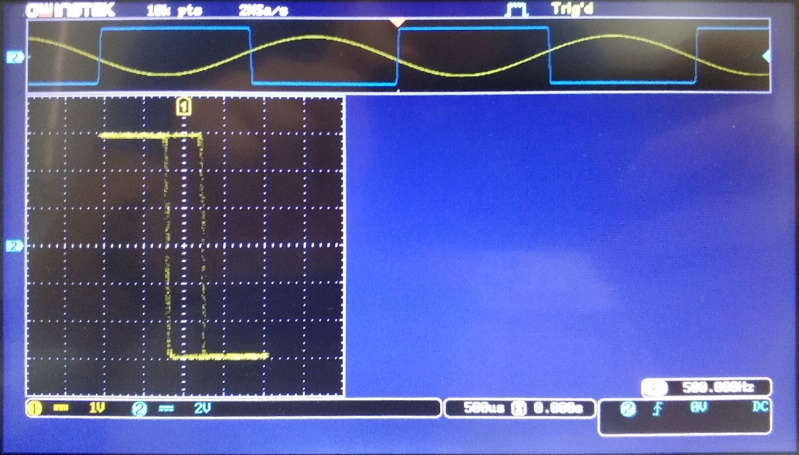 GWINSTEK 10k pts 2MSa/s Trig'd
2
1
2
1 1V 2 2V 500us H 0.000s 500.000Hz
2 0V DC